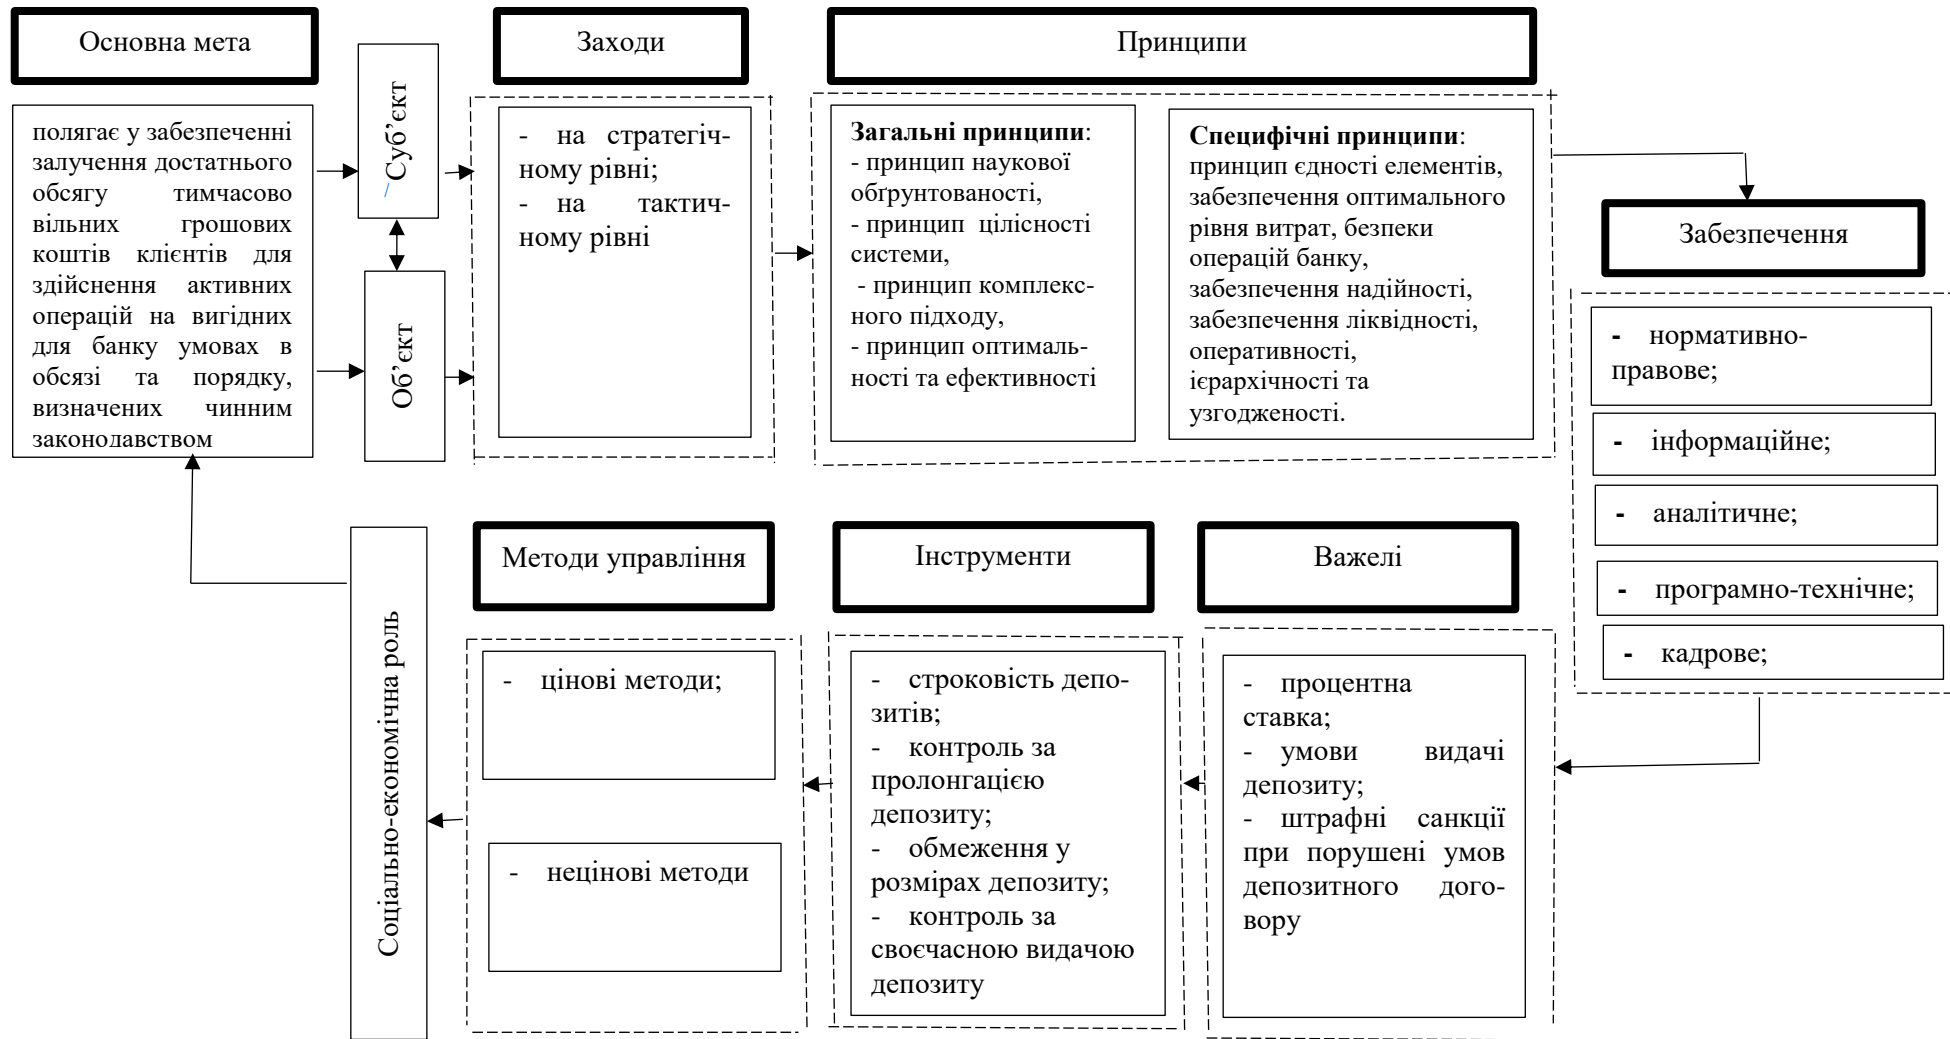 Основна мета
полягає у забезпеченні
залучення достатнього
обсягу тимчасово
вільних грошових
коштів клієнтів для
здійснення активних
операцій на вигідних
для банку умовах в
обсязі та порядку,
визначених чинним
законодавством
Суб’єкт
Об’єкт
Заходи
- на стратегіч-
ному рівні;
- на тактич-
ному рівні
Принципи
Загальні принципи:
- принцип наукової
обґрунтованості,
- принцип цілісності
системи,
- принцип комплекс-
ного підходу,
- принцип оптималь-
ності та ефективності
Специфічні принципи:
принцип єдності елементів,
забезпечення оптимального
рівня витрат, безпеки
операцій банку,
забезпечення надійності,
забезпечення ліквідності,
оперативності,
ієрархічності та
узгодженості.
Забезпечення
- нормативно-
правове;
- інформаційне;
- аналітичне;
- програмно-технічне;
- кадрове;
Важелі
- процентна
ставка;
- умови видачі
депозиту;
- штрафні санкції
при порушені умов
депозитного дого-
вору
Інструменти
- строковість депо-
зитів;
- контроль за
пролонгацією
депозиту;
- обмеження у
розмірах депозиту;
- контроль за
своєчасною видачою
депозиту
Методи управління
- цінові методи;
- нецінові методи
Соціально-економічна роль